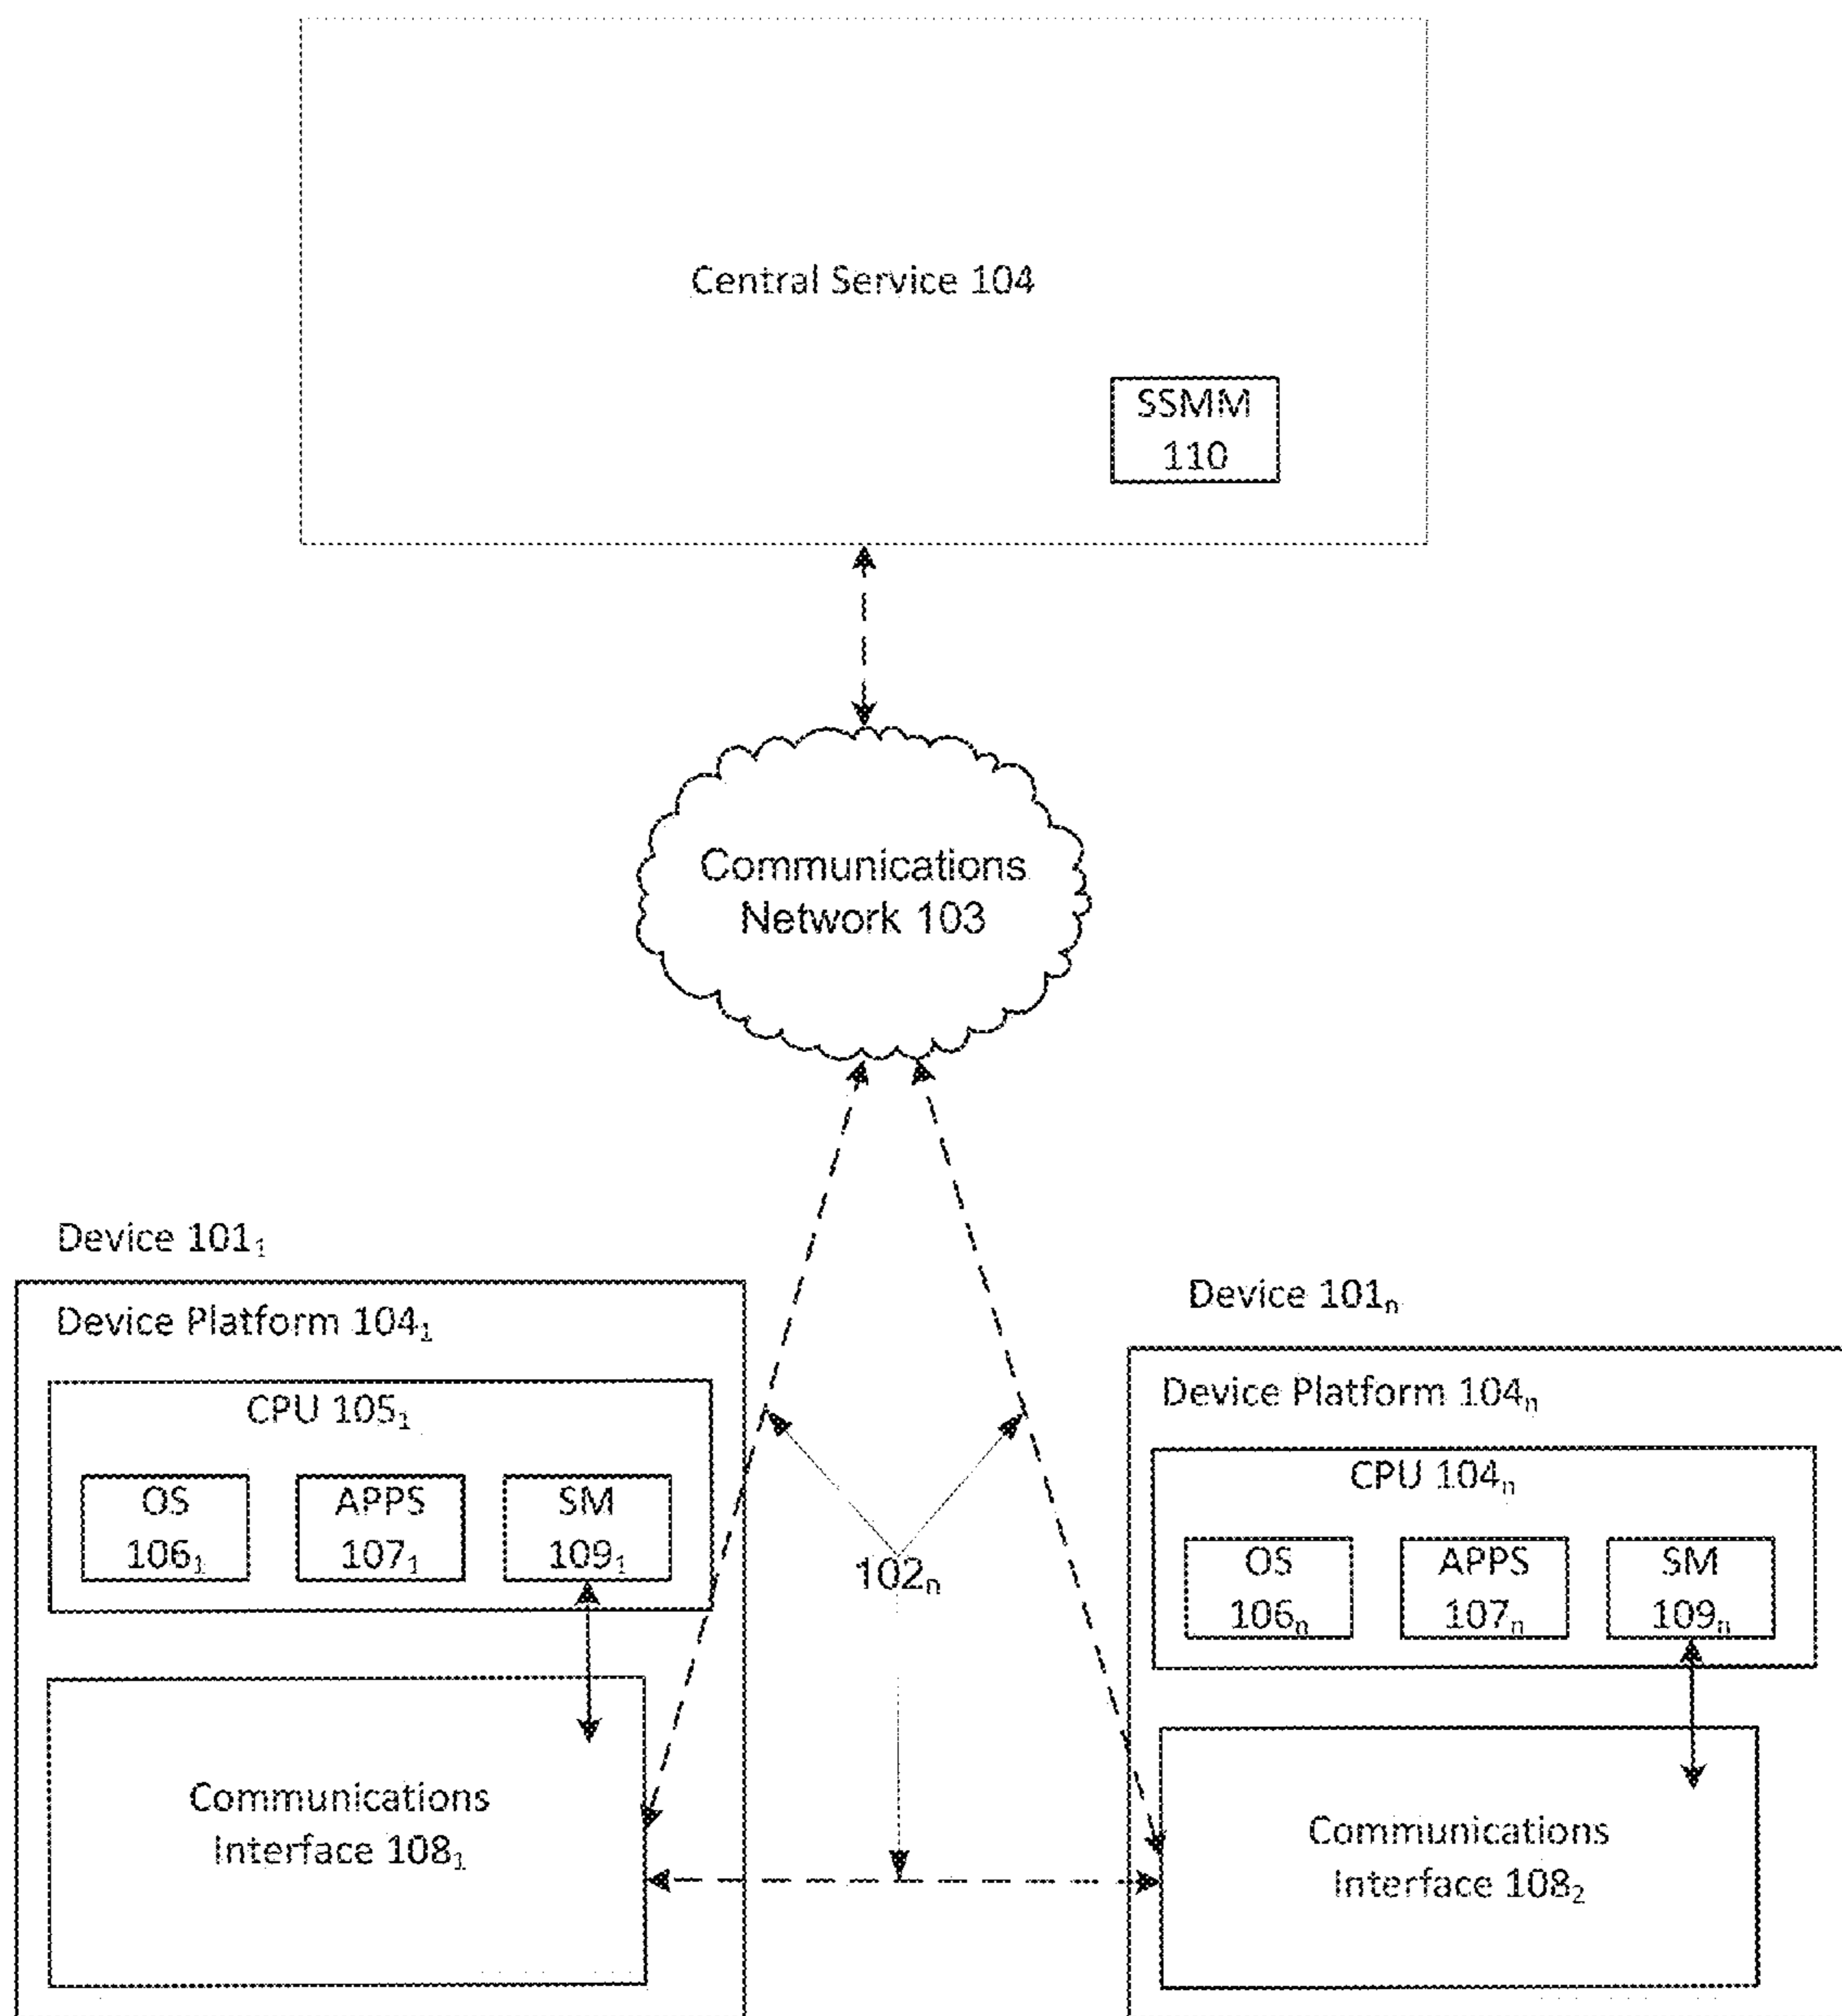 Central Service 104
SSMM
110
Communications
Network 103
Device 101₁
Device Platform 104₁
CPU 105₁
OS
106₁
APPS
107₁
SM
109₁
Communications
Interface 108₁
102ₙ
Device 101ₙ
Device Platform 104ₙ
CPU 104ₙ
OS
106ₙ
APPS
107ₙ
SM
109ₙ
Communications
Interface 108₂